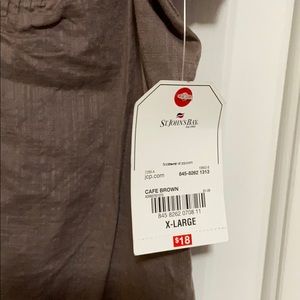 ST. JOHN'S BAY
jcp.com
845-8262 1313
CAFE BROWN
845 8262 0708 11
X-LARGE
$18